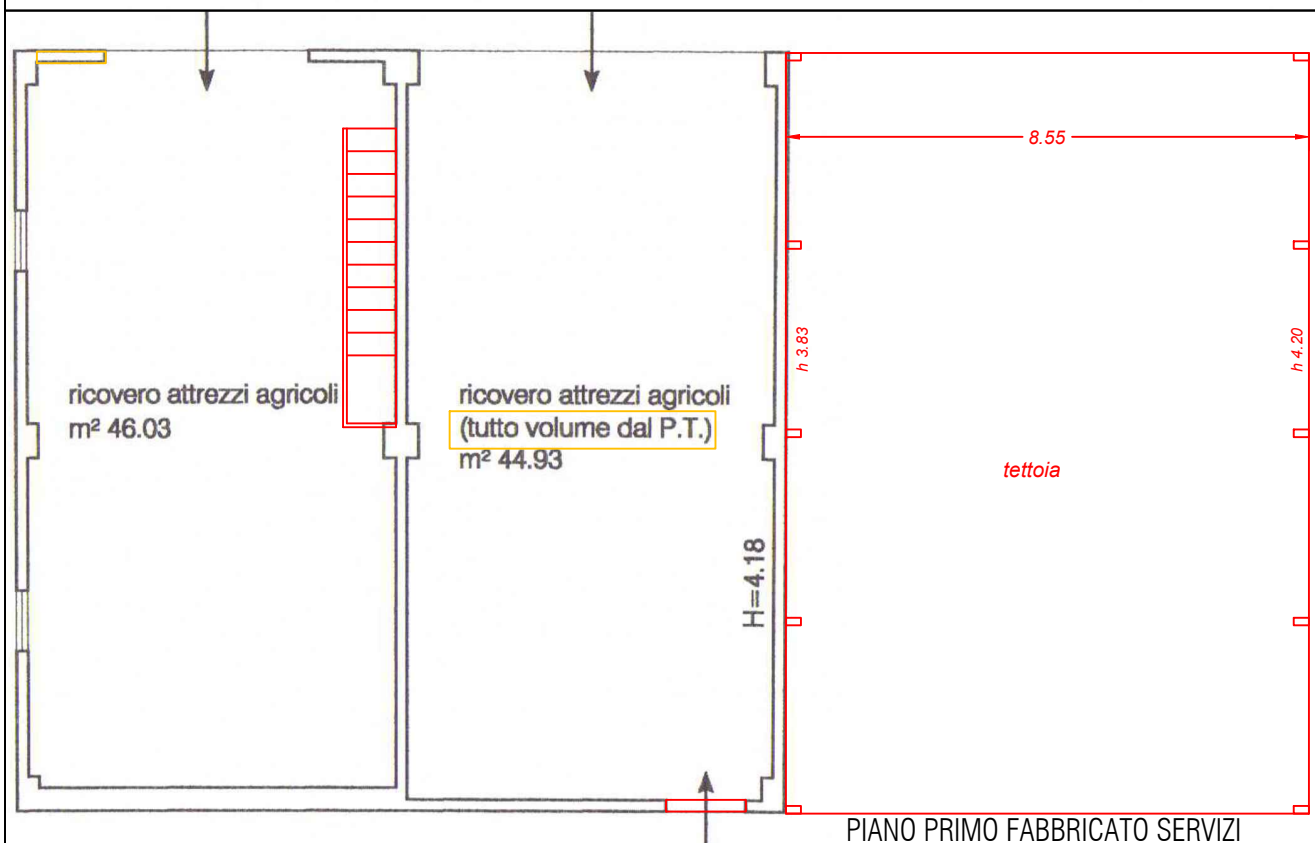 8.55
h 3.83
h 4.20
ricovero attrezzi agricoli
m² 46.03
ricovero attrezzi agricoli
(tutto volume dal P.T.)
m² 44.93
tettoia
H=4.18
PIANO PRIMO FABBRICATO SERVIZI